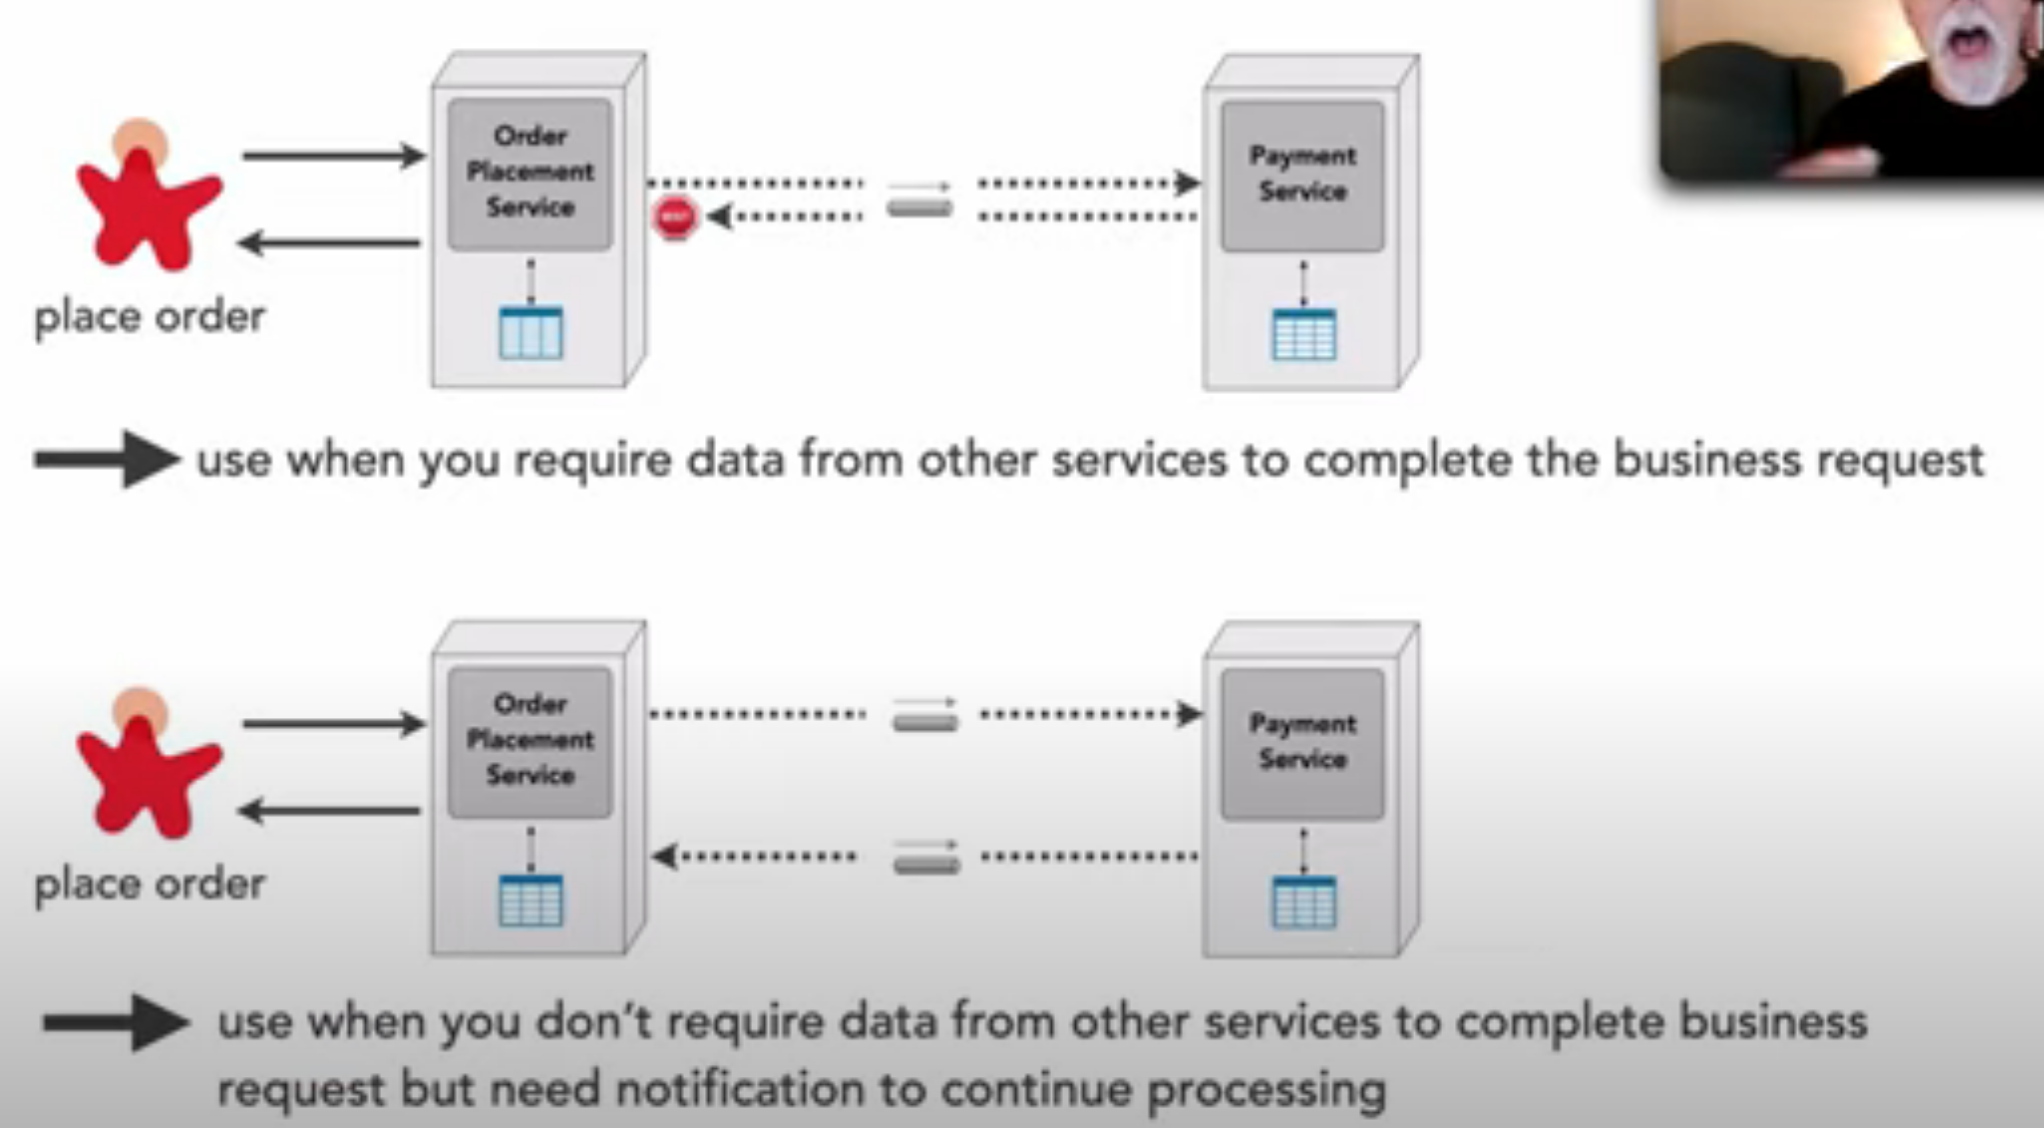 Order
Placement
Service
Payment
Service
place order
use when you require data from other services to complete the business request
Order
Placement
Service
Payment
Service
place order
use when you don't require data from other services to complete business
request but need notification to continue processing